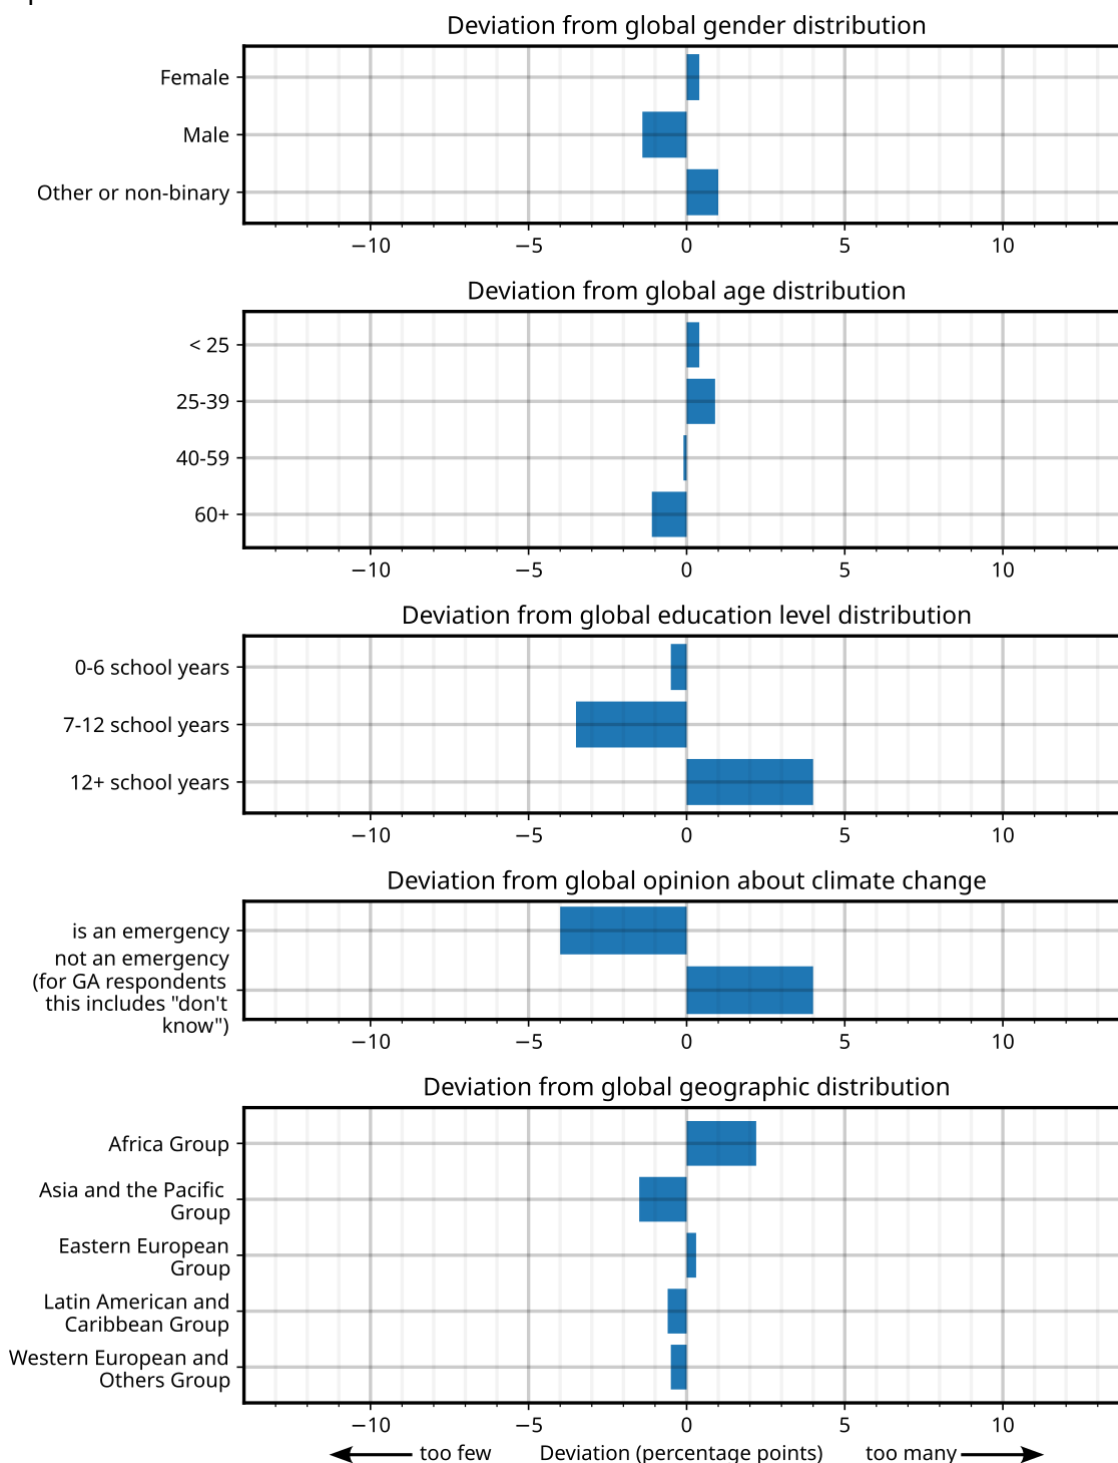 Deviation from global gender distribution
Female
Male
Other or non-binary
−10 −5 0 5 10
Deviation from global age distribution
< 25
25-39
40-59
60+
−10 −5 0 5 10
Deviation from global education level distribution
0-6 school years
7-12 school years
12+ school years
−10 −5 0 5 10
Deviation from global opinion about climate change
is an emergency
not an emergency
(for GA respondents
this includes "don't
know")
−10 −5 0 5 10
Deviation from global geographic distribution
Africa Group
Asia and the Pacific
Group
Eastern European
Group
Latin American and
Caribbean Group
Western European and
Others Group
−10 −5 0 5 10
too few Deviation (percentage points) too many